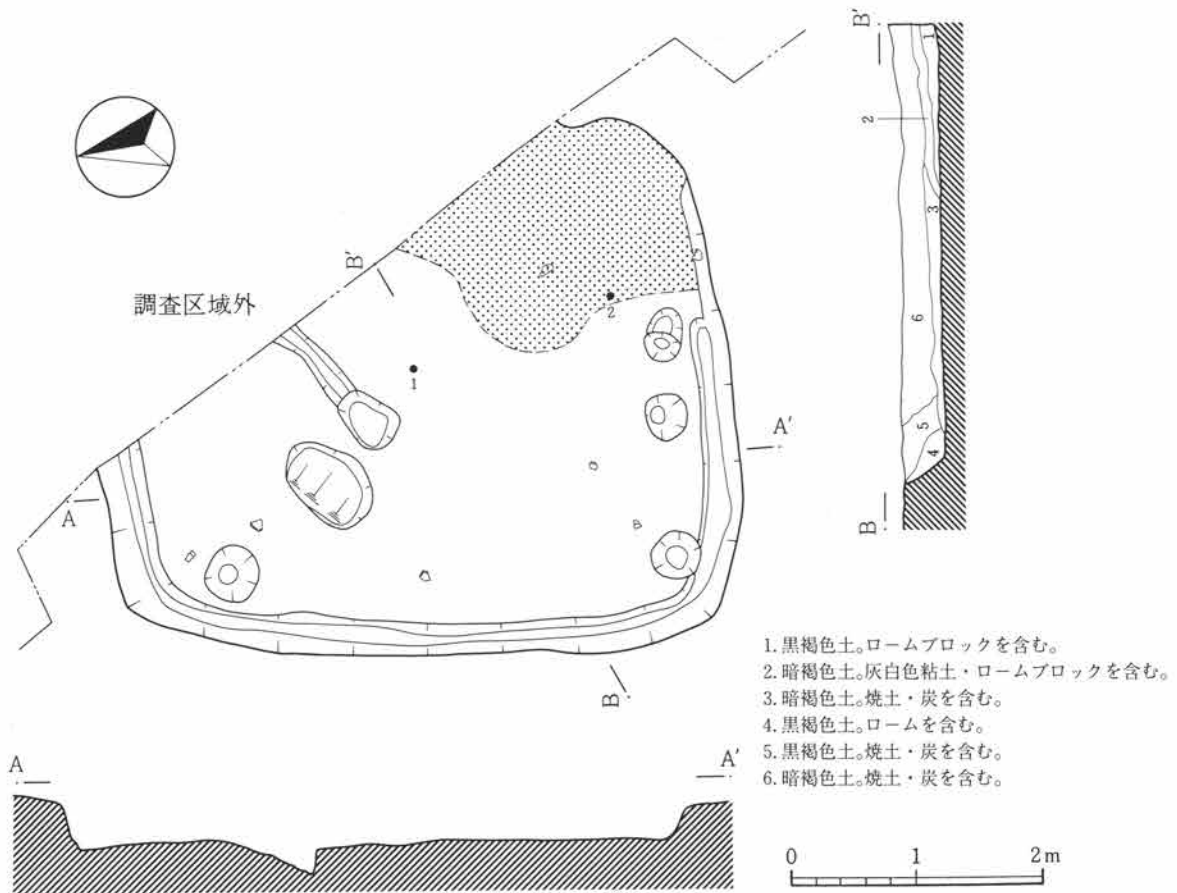 B'
1
2
3
6
5
4
B
調査区域外
B'
1
2
A
A'
B
1. 黒褐色土。ロームブロックを含む。
2. 暗褐色土。灰白色粘土・ロームブロックを含む。
3. 暗褐色土。焼土・炭を含む。
4. 黒褐色土。ロームを含む。
5. 黒褐色土。焼土・炭を含む。
6. 暗褐色土。焼土・炭を含む。
A
A'
0 1 2m